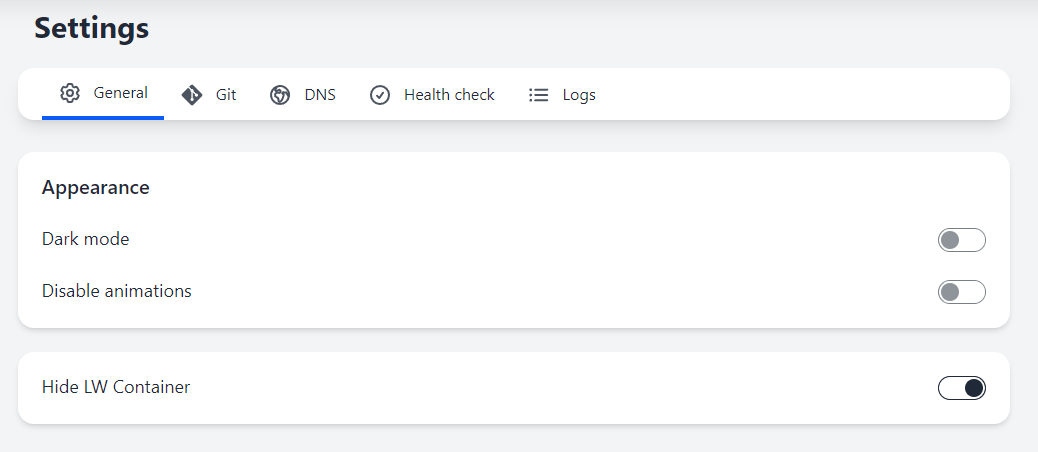 Settings
General Git DNS Health check Logs
Appearance
Dark mode
Disable animations
Hide LW Container